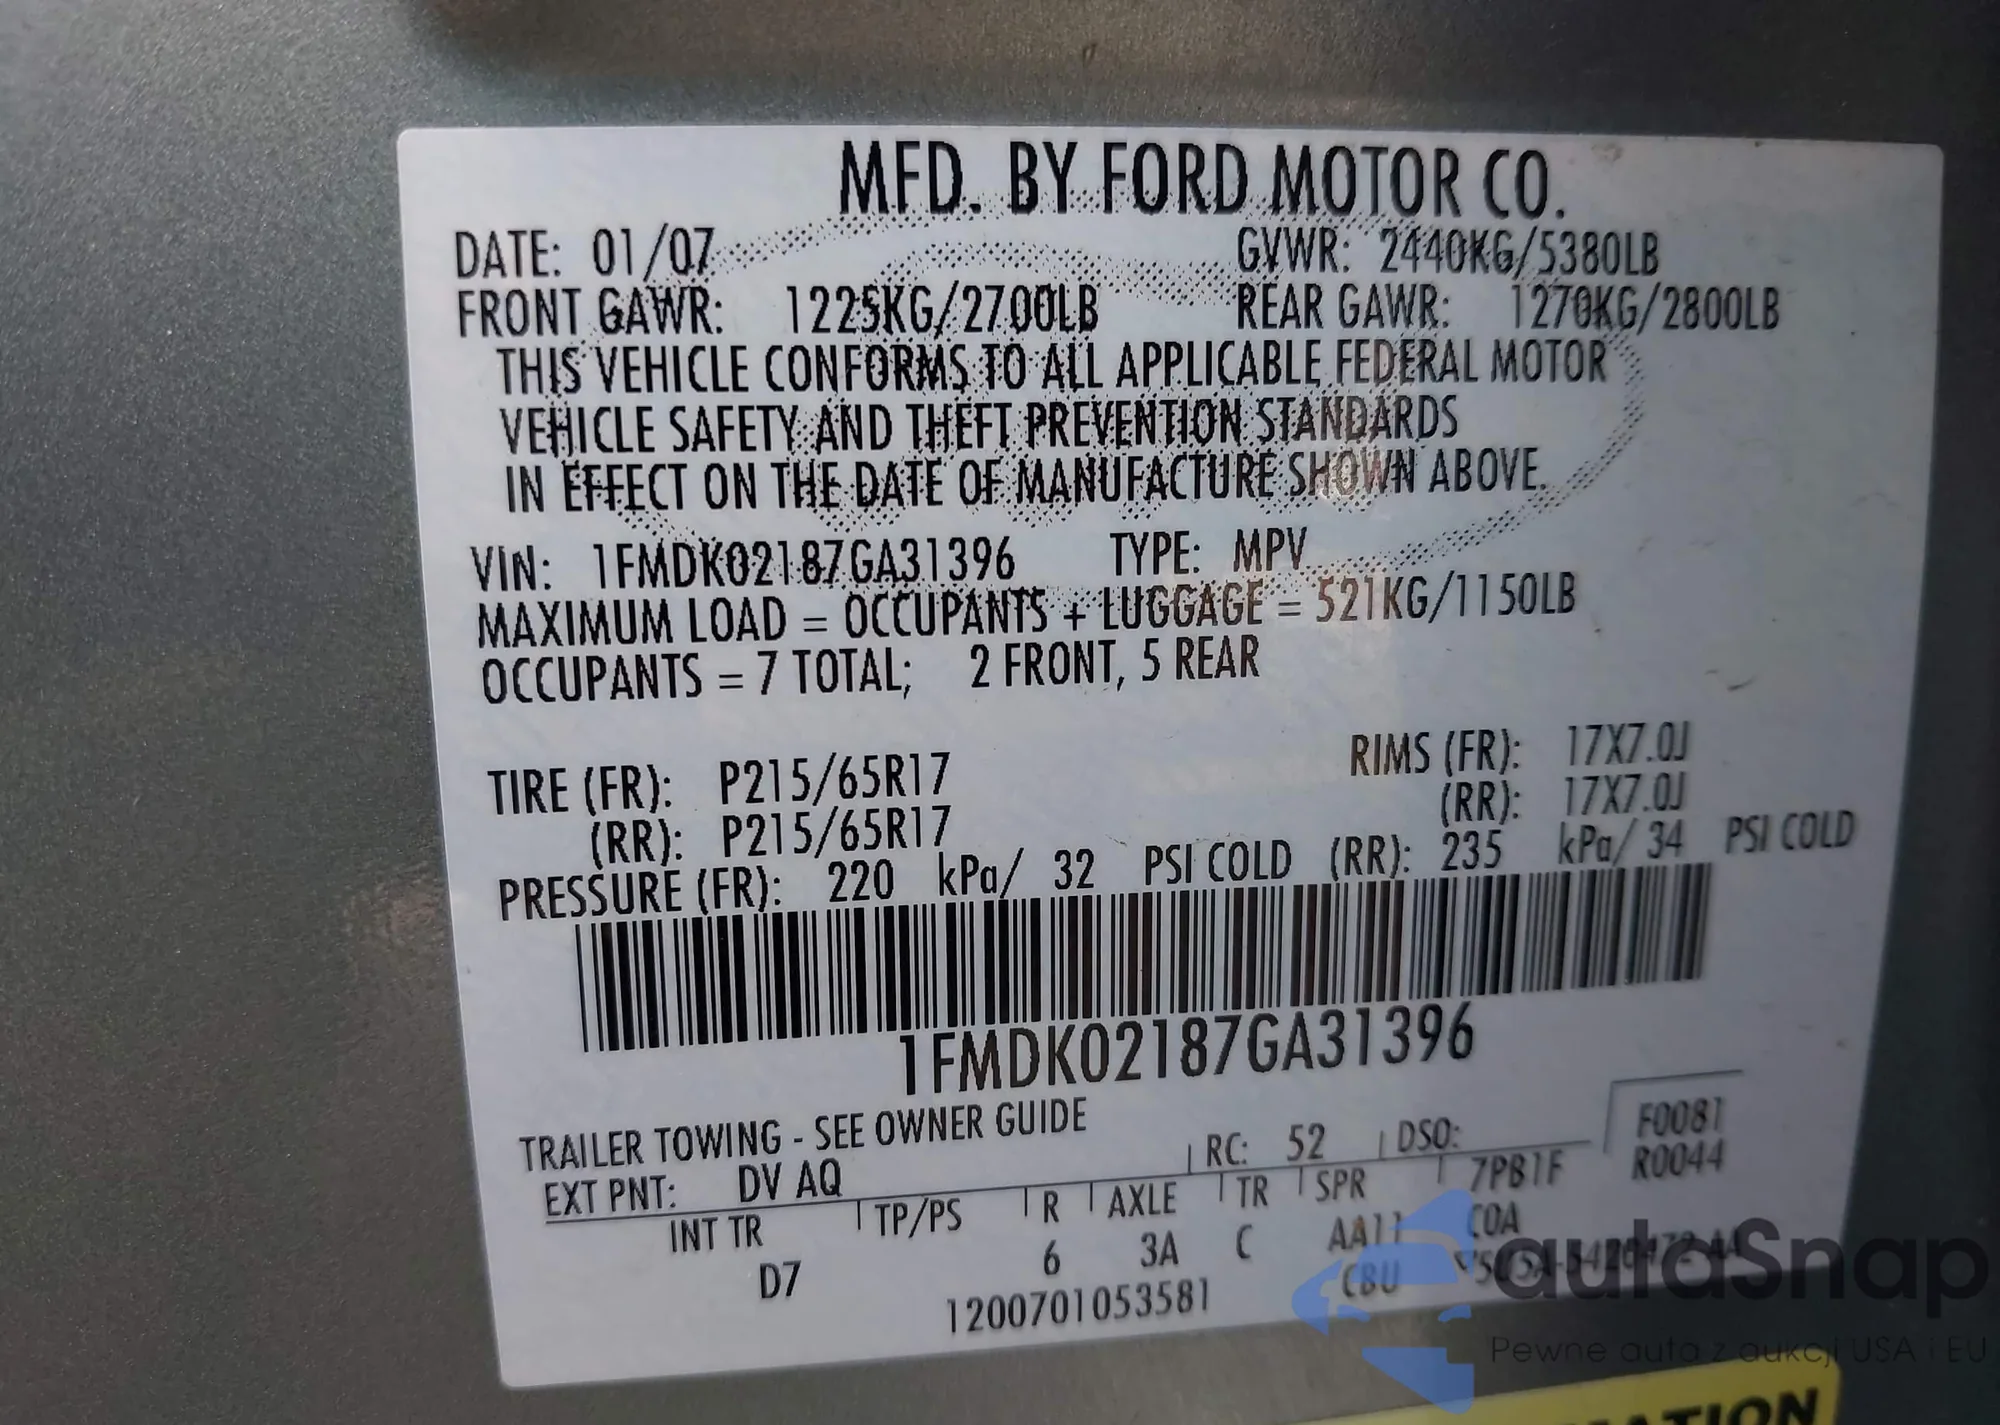 MFD. BY FORD MOTOR CO.
DATE: 01/07 GVWR: 2440KG/5380LB
FRONT GAWR: 1225KG/2700LB REAR GAWR: 1270KG/2800LB
THIS VEHICLE CONFORMS TO ALL APPLICABLE FEDERAL MOTOR
VEHICLE SAFETY AND THEFT PREVENTION STANDARDS
IN EFFECT ON THE DATE OF MANUFACTURE SHOWN ABOVE.
VIN: 1FMDK02187GA31396 TYPE: MPV
MAXIMUM LOAD = OCCUPANTS + LUGGAGE = 521KG/1150LB
OCCUPANTS = 7 TOTAL; 2 FRONT, 5 REAR
TIRE (FR): P215/65R17 RIMS (FR): 17X7.0J
(RR): P215/65R17 (RR): 17X7.0J
PRESSURE (FR): 220 kPa/ 32 PSI COLD (RR): 235 kPa/ 34 PSI COLD
1FMDK02187GA31396
TRAILER TOWING - SEE OWNER GUIDE
F0081
EXT PNT: DV AQ RC: 52 DSO: R0044
INT TR TP/PS R AXLE TR SPR 7PB1F
D7 6 3A C AA11 COA
1200701053581 CBU
autoSnap
Pewne auta z aukcji USA i EU